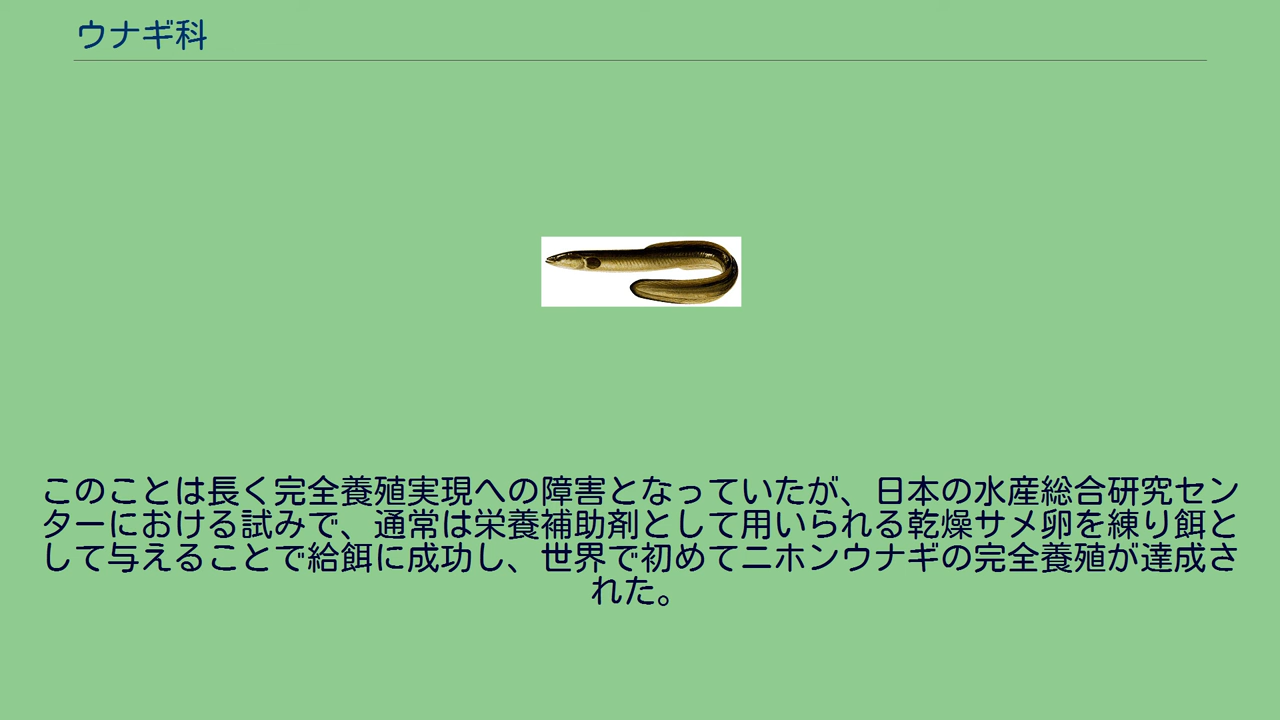 ウナギ科
このことは長く完全養殖実現への障害となっていたが、日本の水産総合研究セン
ターにおける試みで、通常は栄養補助剤として用いられる乾燥サメ卵を練り餌と
して与えることで給餌に成功し、世界で初めてニホンウナギの完全養殖が達成さ
れた。